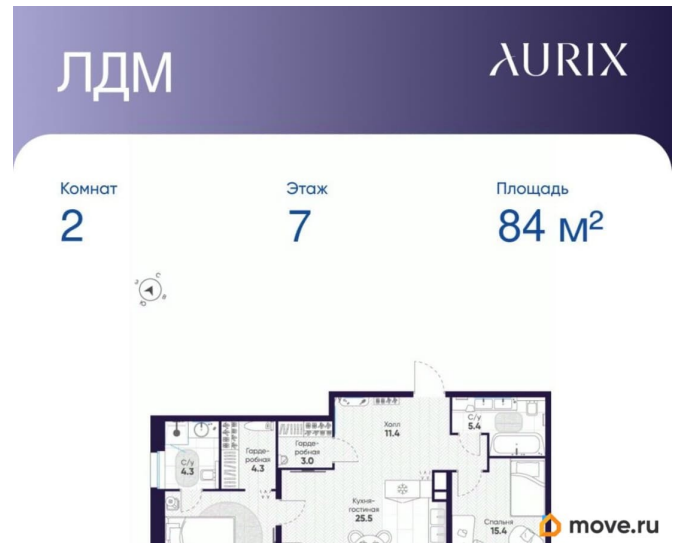 ЛДМ
AURIX
Комнат
Этаж
Площадь
2
7
84 м²
С
З
В
Ю
Холл
11.4
С/у
5.4
С/у
4.3
Гарде-
робная
4.3
Гарде-
робная
3.0
Кухня-
гостиная
25.5
Спальня
15.4
move.ru